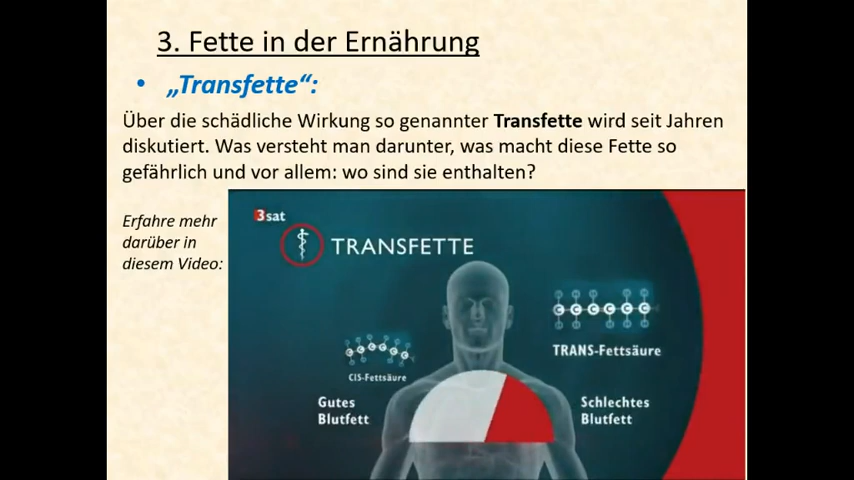 3. Fette in der Ernährung
• „Transfette“:
Über die schädliche Wirkung so genannter Transfette wird seit Jahren
diskutiert. Was versteht man darunter, was macht diese Fette so
gefährlich und vor allem: wo sind sie enthalten?
Erfahre mehr
darüber in
diesem Video:
3sat
TRANSFETTE
TRANS-Fettsäure
CIS-Fettsäure
Gutes
Blutfett
Schlechtes
Blutfett